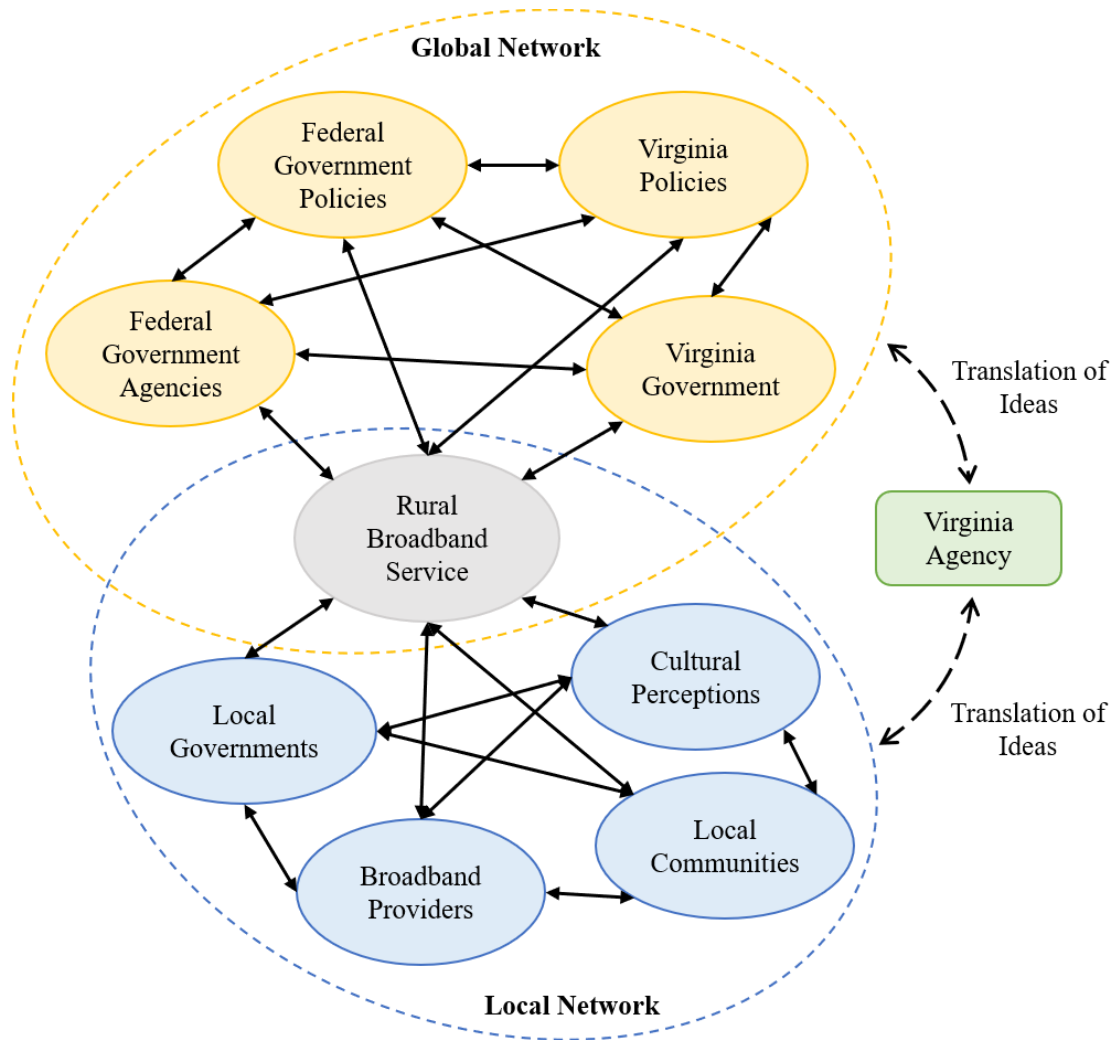 Global Network
Federal
Government
Policies
Virginia
Policies
Federal
Government
Agencies
Virginia
Government
Translation of
Ideas
Rural
Broadband
Service
Virginia
Agency
Cultural
Perceptions
Local
Governments
Translation of
Ideas
Local
Communities
Broadband
Providers
Local Network